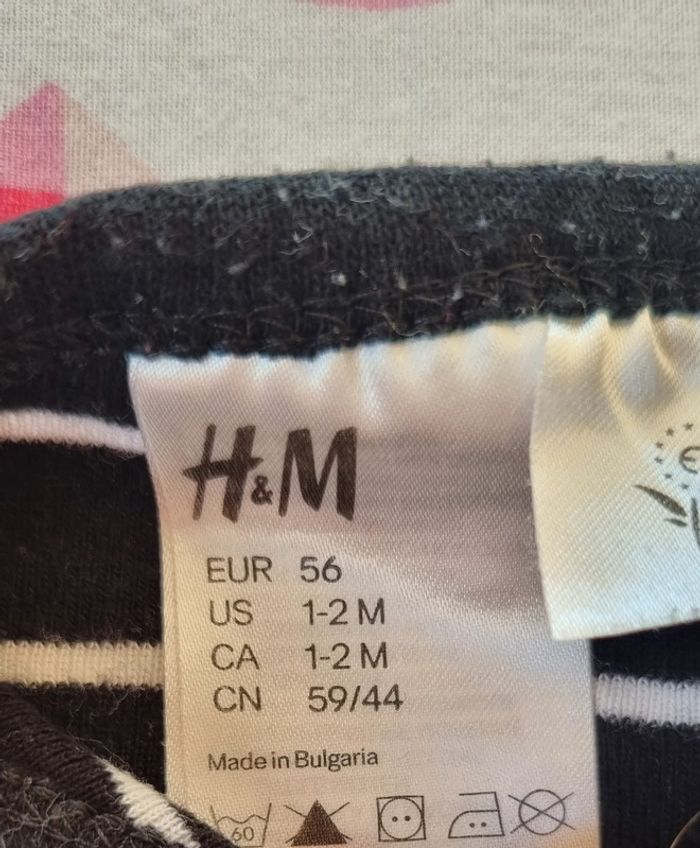 H&M
EUR 56
US 1-2 M
CA 1-2 M
CN 59/44
Made in Bulgaria
60